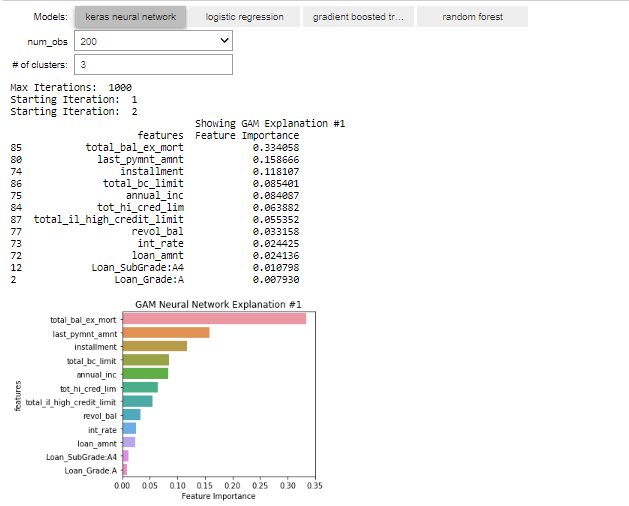 Models: keras neural network logistic regression gradient boosted tr... random forest
num_obs 200
# of clusters: 3
Max Iterations:  1000
Starting Iteration:  1
Starting Iteration:  2
Showing GAM Explanation #1
features Feature Importance
85 total_bal_ex_mort 0.334058
80 last_pymnt_amnt 0.158666
74 installment 0.118107
86 total_bc_limit 0.085401
75 annual_inc 0.084087
84 tot_hi_cred_lim 0.063882
87 total_il_high_credit_limit 0.055352
77 revol_bal 0.033158
73 int_rate 0.024425
72 loan_amnt 0.024136
12 Loan_SubGrade:A4 0.010798
2 Loan_Grade:A 0.007930
GAM Neural Network Explanation #1
features
total_bal_ex_mort
last_pymnt_amnt
installment
total_bc_limit
annual_inc
tot_hi_cred_lim
total_il_high_credit_limit
revol_bal
int_rate
loan_amnt
Loan_SubGrade:A4
Loan_Grade:A
0.00 0.05 0.10 0.15 0.20 0.25 0.30 0.35
Feature Importance